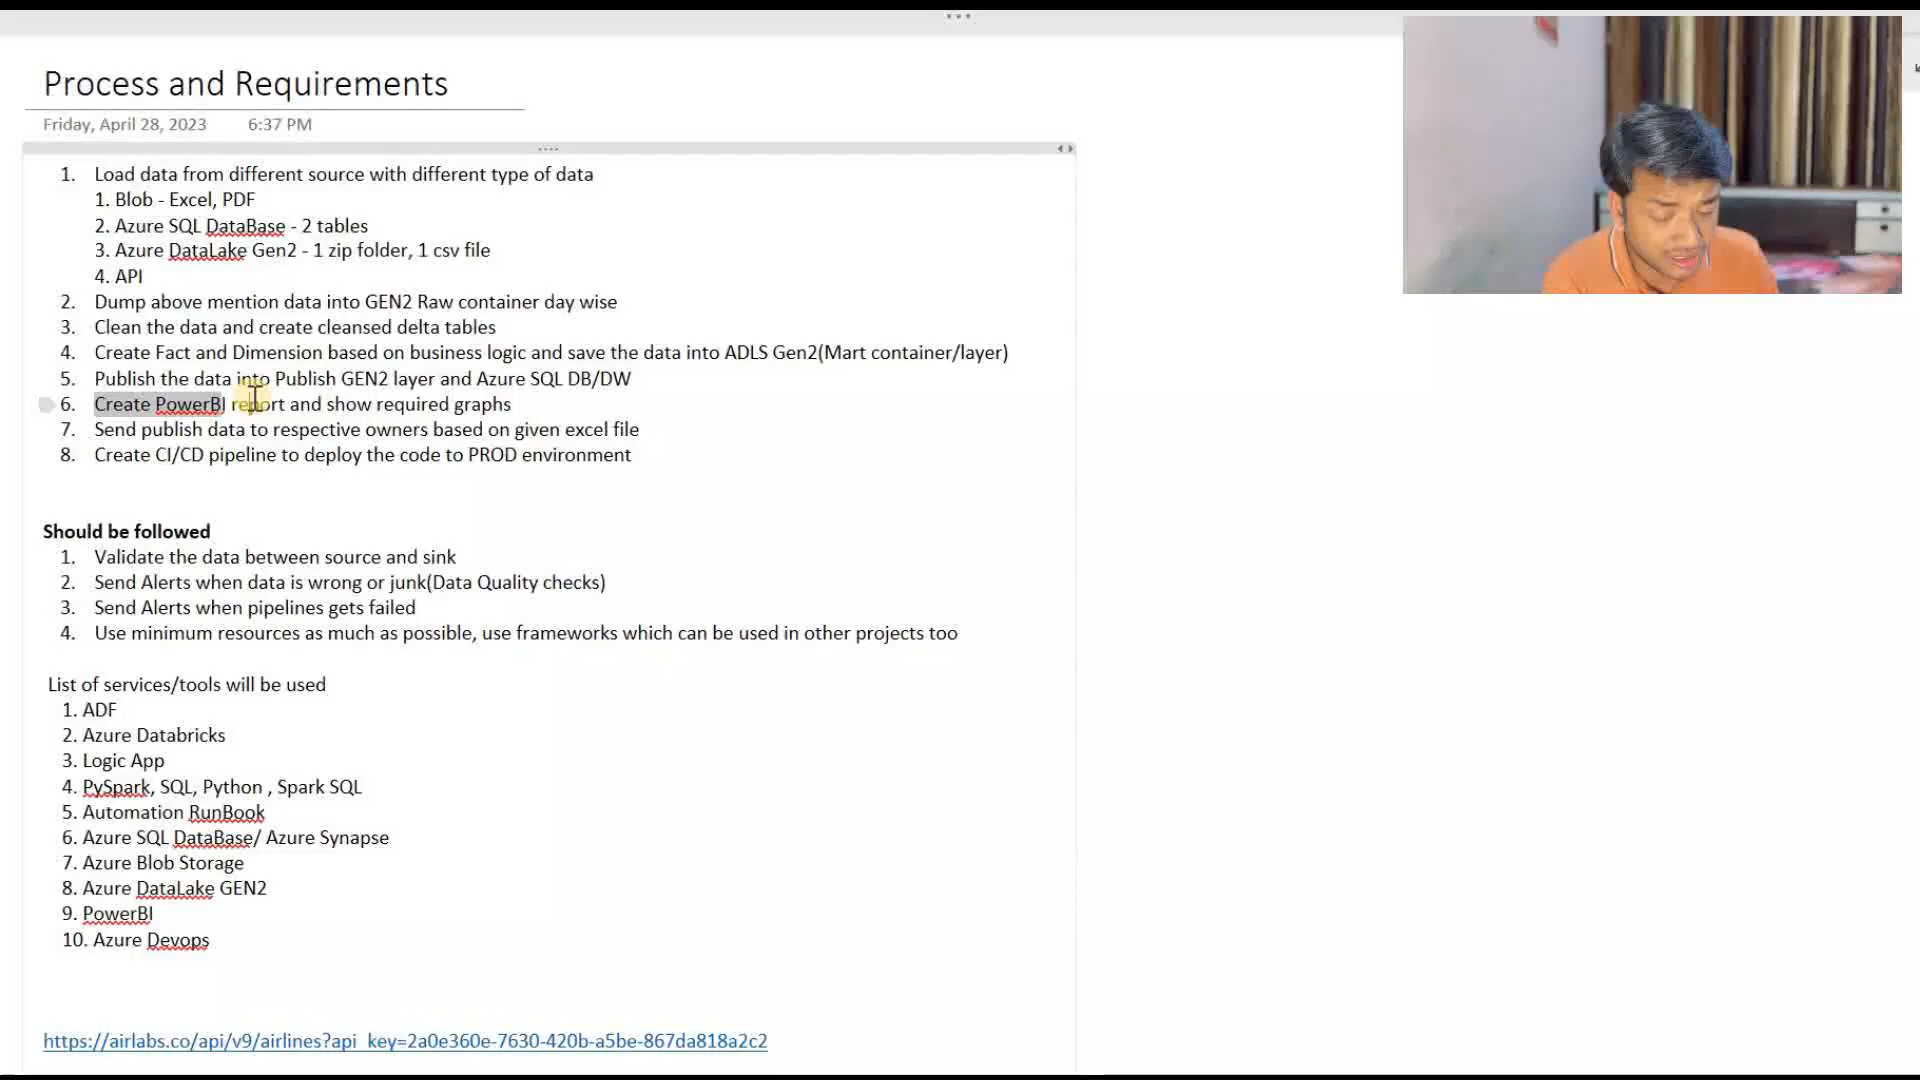 Process and Requirements
Friday, April 28, 2023 6:37 PM
1. Load data from different source with different type of data
1. Blob - Excel, PDF
2. Azure SQL DataBase - 2 tables
3. Azure DataLake Gen2 - 1 zip folder, 1 csv file
4. API
2. Dump above mention data into GEN2 Raw container day wise
3. Clean the data and create cleansed delta tables
4. Create Fact and Dimension based on business logic and save the data into ADLS Gen2(Mart container/layer)
5. Publish the data into Publish GEN2 layer and Azure SQL DB/DW
6. Create PowerBI report and show required graphs
7. Send publish data to respective owners based on given excel file
8. Create CI/CD pipeline to deploy the code to PROD environment
Should be followed
1. Validate the data between source and sink
2. Send Alerts when data is wrong or junk(Data Quality checks)
3. Send Alerts when pipelines gets failed
4. Use minimum resources as much as possible, use frameworks which can be used in other projects too
List of services/tools will be used
1. ADF
2. Azure Databricks
3. Logic App
4. PySpark, SQL, Python , Spark SQL
5. Automation RunBook
6. Azure SQL DataBase/ Azure Synapse
7. Azure Blob Storage
8. Azure DataLake GEN2
9. PowerBI
10. Azure Devops
https://airlabs.co/api/v9/airlines?api_key=2a0e360e-7630-420b-a5be-867da818a2c2